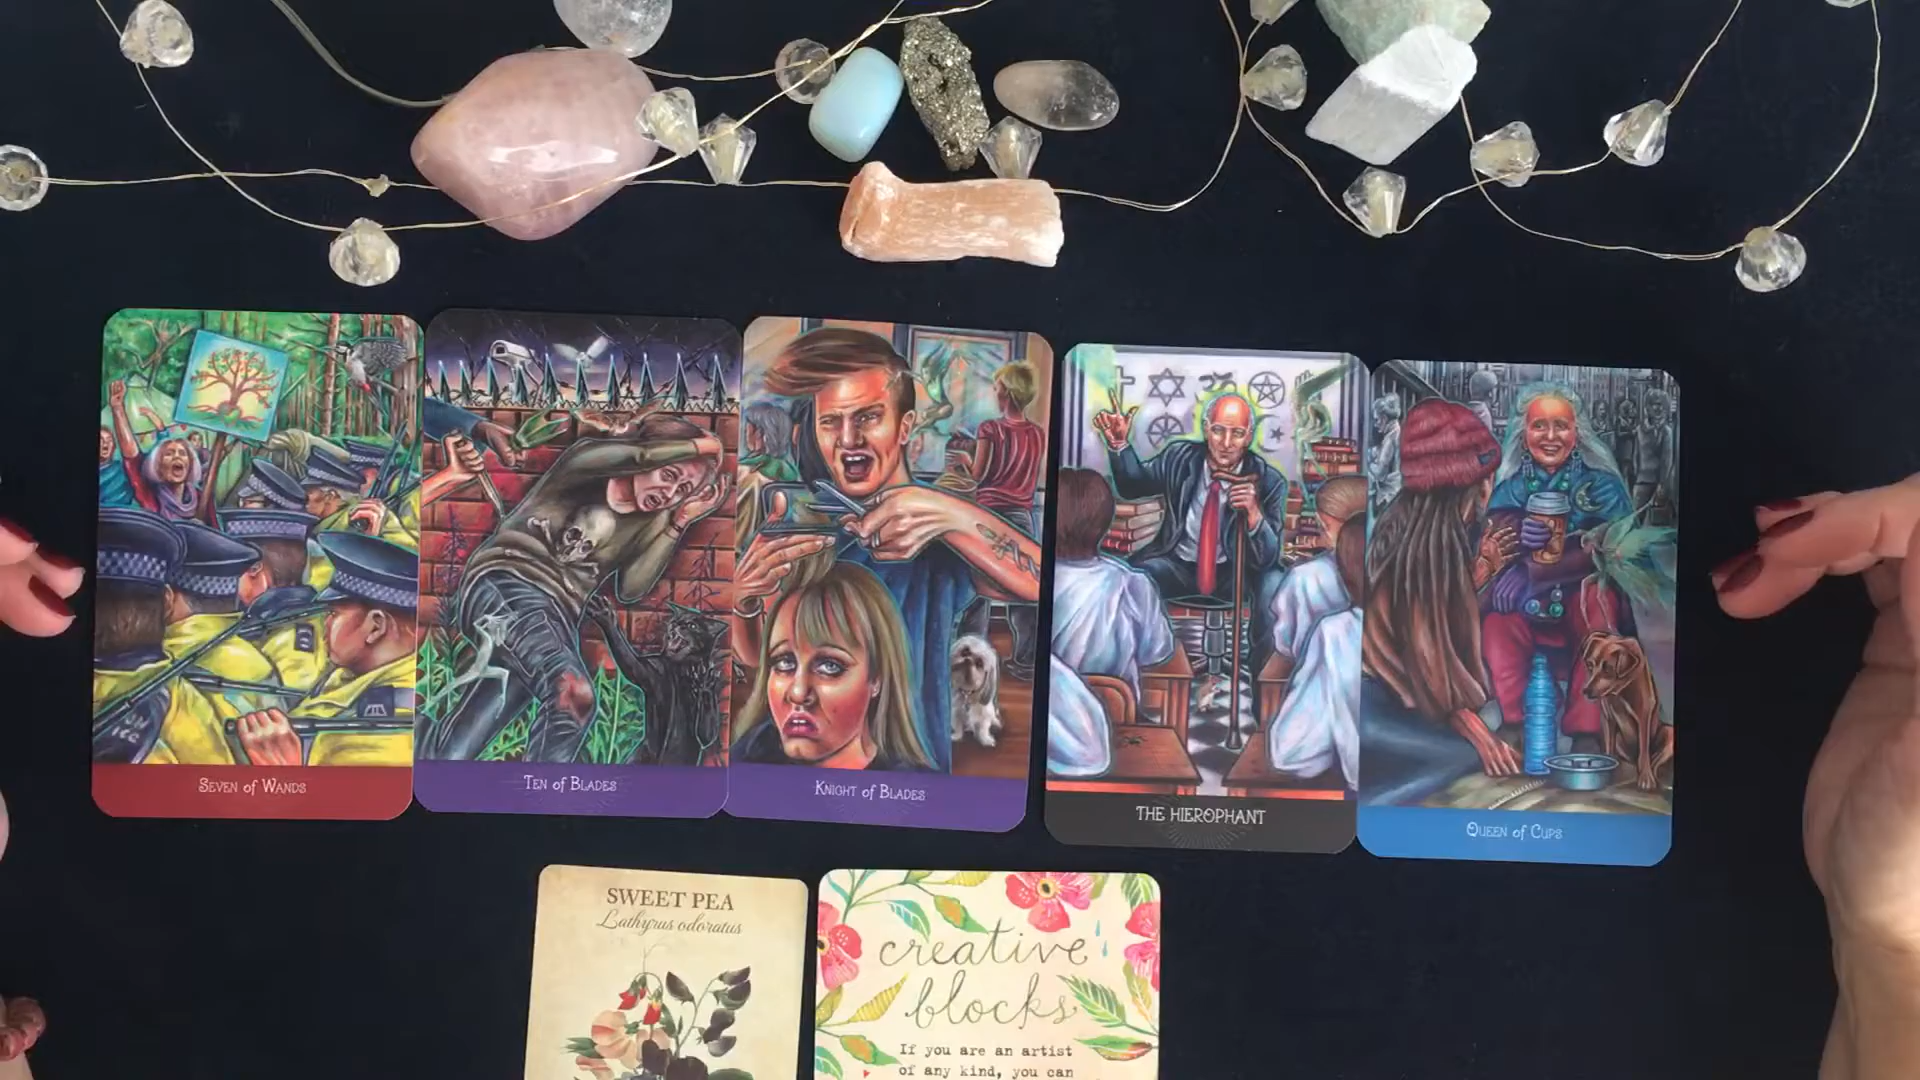 Seven of Wands
Ten of Blades
Knight of Blades
THE HIEROPHANT
Queen of Cups
SWEET PEA
Lathyrus odoratus
creative
blocks
If you are an artist
of any kind, you can